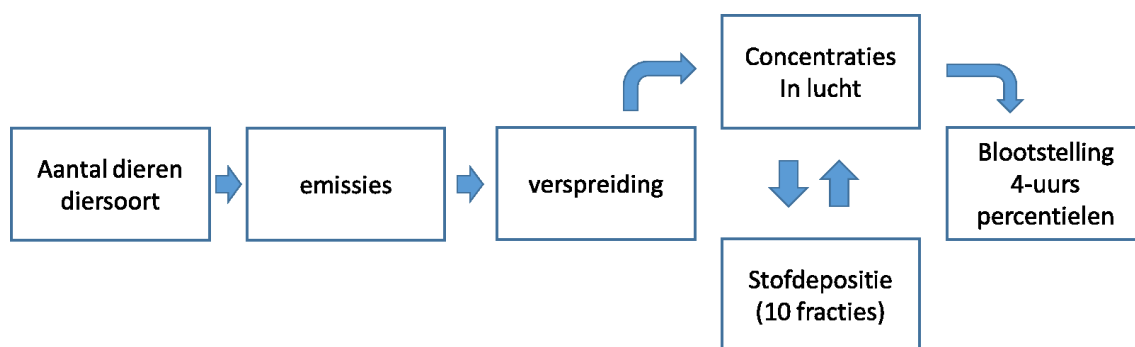 Aantal dieren
diersoort
emissies
verspreiding
Concentraties
In lucht
Stofdepositie
(10 fracties)
Blootstelling
4-uurs
percentielen